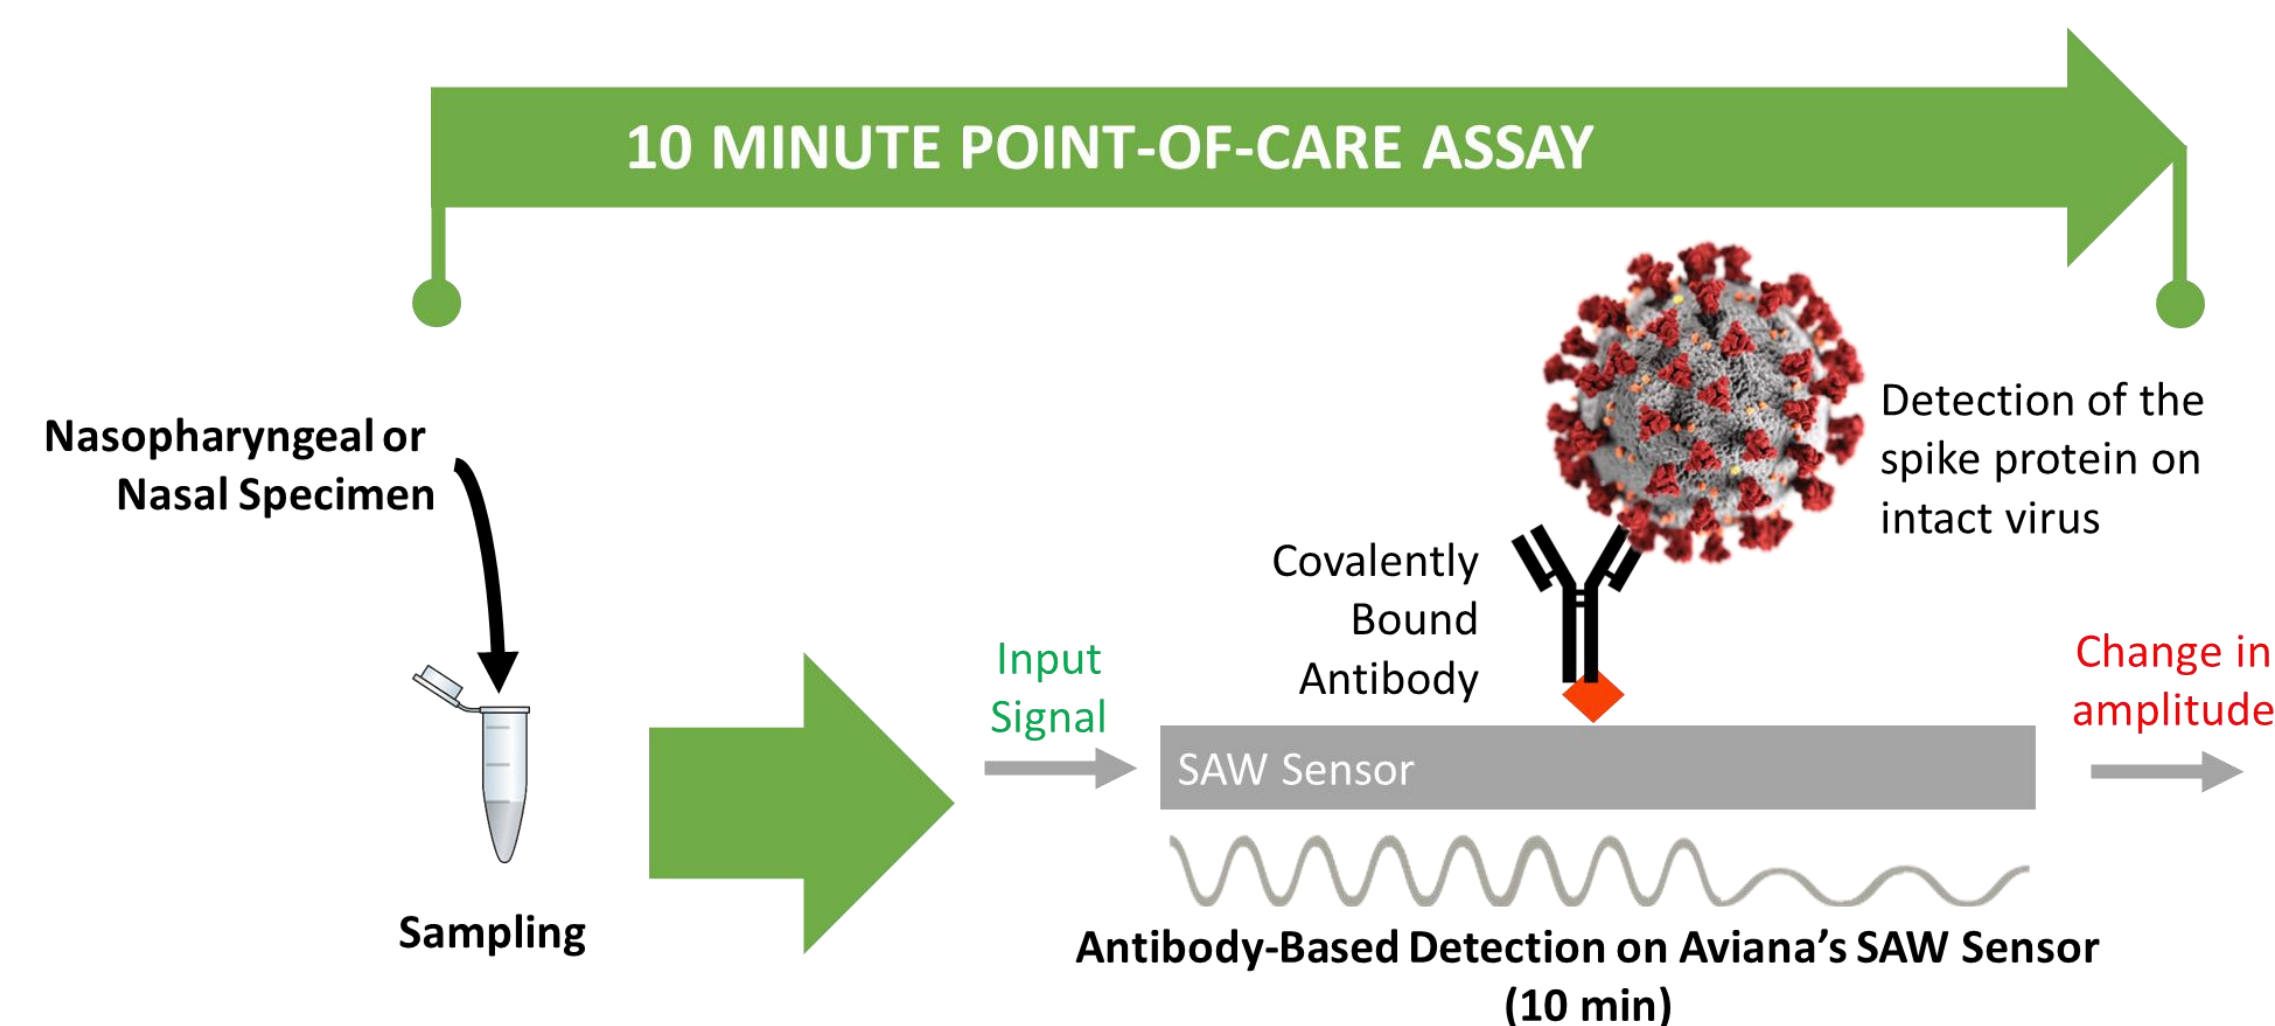 10 MINUTE POINT-OF-CARE ASSAY
Nasopharyngeal or
Nasal Specimen
Sampling
Input
Signal
Covalently
Bound
Antibody
Detection of the
spike protein on
intact virus
SAW Sensor
Change in
amplitude
Antibody-Based Detection on Aviana’s SAW Sensor
(10 min)